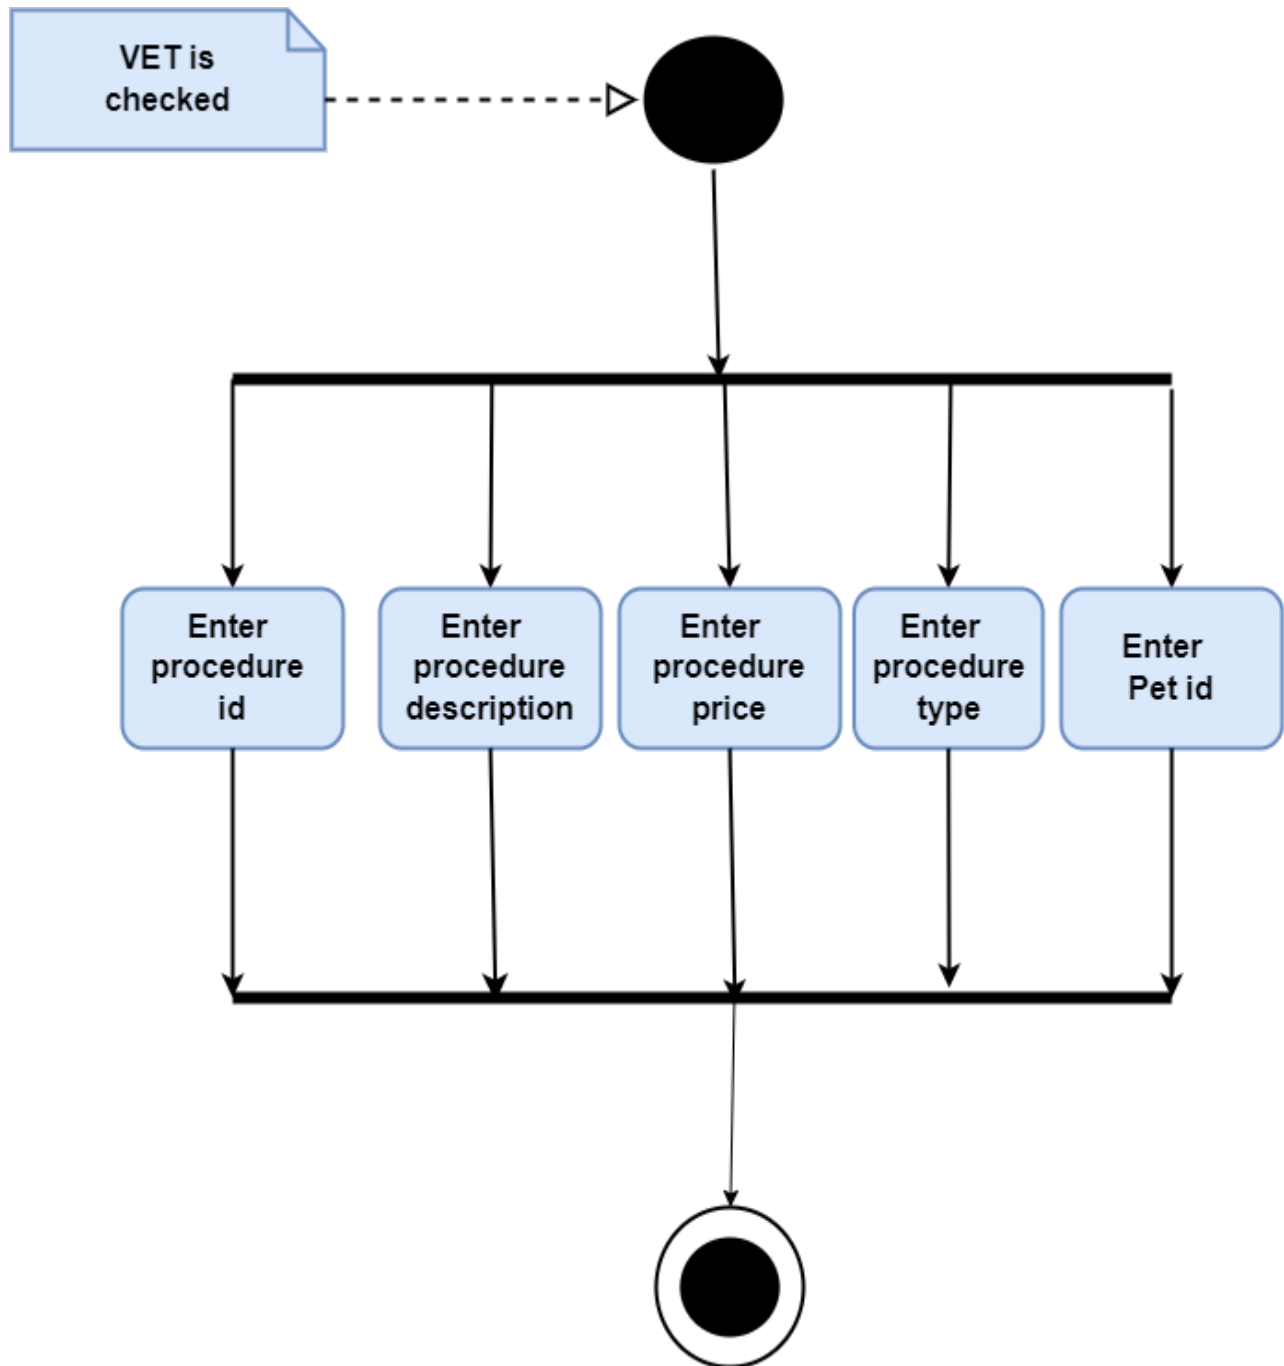 VET is
checked
Enter
procedure
id
Enter
procedure
description
Enter
procedure
price
Enter
procedure
type
Enter
Pet id